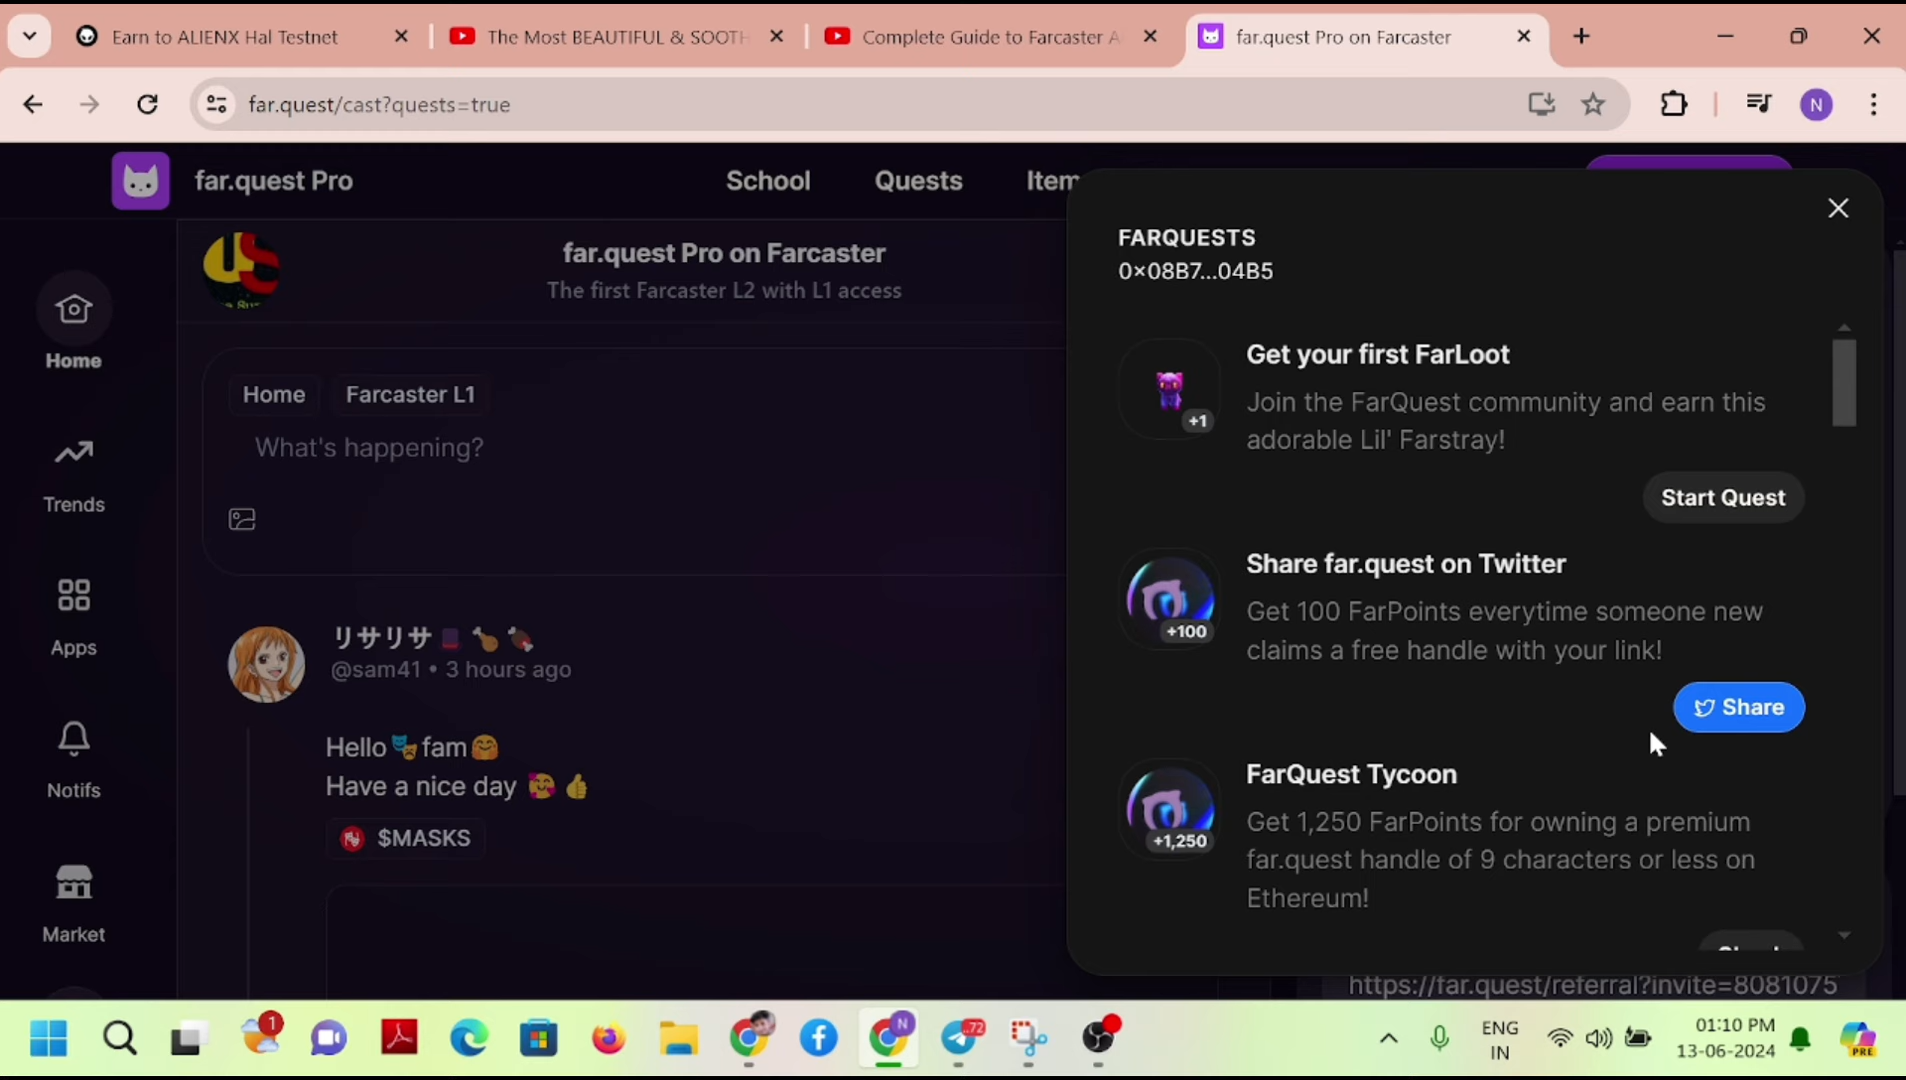 Earn to ALIENX Hal Testnet
The Most BEAUTIFUL & SOOTH
Complete Guide to Farcaster A
far.quest Pro on Farcaster
far.quest/cast?quests=true
N
far.quest Pro
School
Quests
Item
US
far.quest Pro on Farcaster
The first Farcaster L2 with L1 access
Home
Trends
Apps
Notifs
Market
Home
Farcaster L1
What's happening?
リサリサ
@sam41 • 3 hours ago
Hello fam
Have a nice day
$MASKS
FARQUESTS
0×08B7...04B5
+1
Get your first FarLoot
Join the FarQuest community and earn this
adorable Lil' Farstray!
Start Quest
+100
Share far.quest on Twitter
Get 100 FarPoints everytime someone new
claims a free handle with your link!
Share
+1,250
FarQuest Tycoon
Get 1,250 FarPoints for owning a premium
far.quest handle of 9 characters or less on
Ethereum!
https://far.quest/referral?invite=8081075
1
N
72
ENG
IN
01:10 PM
13-06-2024
PRE